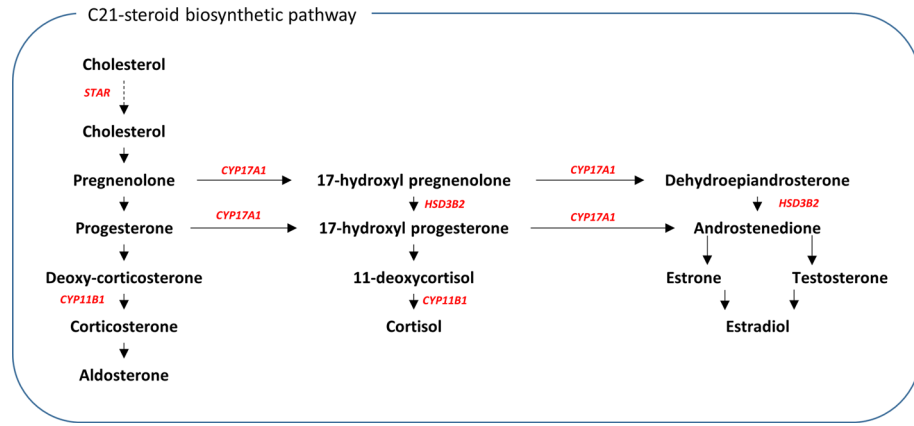 C21-steroid biosynthetic pathway
Cholesterol
STAR
Cholesterol
Pregnenolone CYP17A1 17-hydroxyl pregnenolone CYP17A1 Dehydroepiandrosterone
HSD3B2 HSD3B2
Progesterone CYP17A1 17-hydroxyl progesterone CYP17A1 Androstenedione
Deoxy-corticosterone 11-deoxycortisol Estrone Testosterone
CYP11B1 CYP11B1
Corticosterone Cortisol Estradiol
Aldosterone